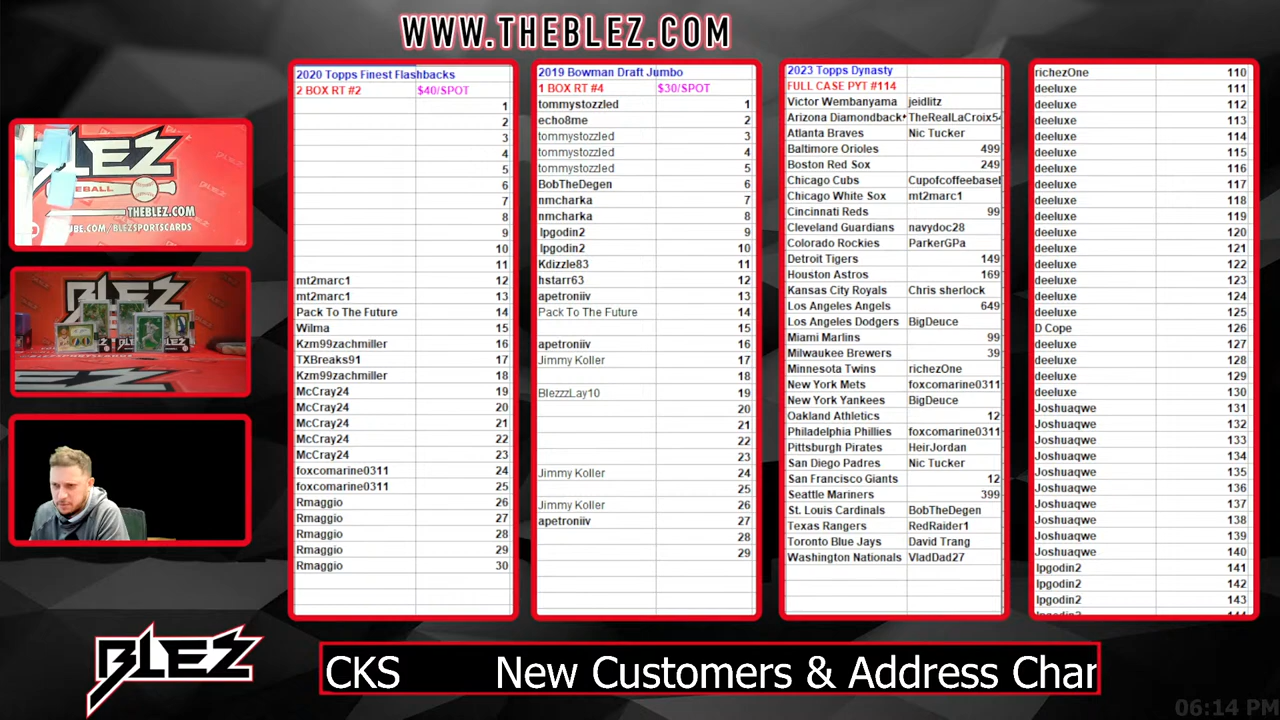 WWW.THEBLEZ.COM
2020 Topps Finest Flashbacks
2 BOX RT #2 $40/SPOT
1
2
3
4
5
6
7
8
9
10
11
mt2marc1 12
mt2marc1 13
Pack To The Future 14
Wilma 15
Kzm99zachmiller 16
TXBreaks91 17
Kzm99zachmiller 18
McCray24 19
McCray24 20
McCray24 21
McCray24 22
McCray24 23
foxcomarine0311 24
foxcomarine0311 25
Rmaggio 26
Rmaggio 27
Rmaggio 28
Rmaggio 29
Rmaggio 30
2019 Bowman Draft Jumbo
1 BOX RT #4 $30/SPOT
tommystozzled 1
echo8me 2
tommystozzled 3
tommystozzled 4
tommystozzled 5
BobTheDegen 6
nmcharka 7
nmcharka 8
lpgodin2 9
lpgodin2 10
Kdizzle83 11
hstarr63 12
apetroniiv 13
Pack To The Future 14
15
apetroniiv 16
Jimmy Koller 17
18
BlezzzLay10 19
20
21
22
23
Jimmy Koller 24
25
Jimmy Koller 26
apetroniiv 27
28
29
2023 Topps Dynasty
FULL CASE PYT #114
Victor Wembanyama jeidlitz
Arizona Diamondback TheRealLaCroix54
Atlanta Braves Nic Tucker
Baltimore Orioles 499
Boston Red Sox 249
Chicago Cubs Cupofcoffeebasel
Chicago White Sox mt2marc1
Cincinnati Reds 99
Cleveland Guardians navydoc28
Colorado Rockies ParkerGPa
Detroit Tigers 149
Houston Astros 169
Kansas City Royals Chris sherlock
Los Angeles Angels 649
Los Angeles Dodgers BigDeuce
Miami Marlins 99
Milwaukee Brewers 39
Minnesota Twins richezOne
New York Mets foxcomarine0311
New York Yankees BigDeuce
Oakland Athletics 12
Philadelphia Phillies foxcomarine0311
Pittsburgh Pirates HeirJordan
San Diego Padres Nic Tucker
San Francisco Giants 12
Seattle Mariners 399
St. Louis Cardinals BobTheDegen
Texas Rangers RedRaider1
Toronto Blue Jays David Trang
Washington Nationals VladDad27
richezOne 110
deeluxe 111
deeluxe 112
deeluxe 113
deeluxe 114
deeluxe 115
deeluxe 116
deeluxe 117
deeluxe 118
deeluxe 119
deeluxe 120
deeluxe 121
deeluxe 122
deeluxe 123
deeluxe 124
deeluxe 125
D Cope 126
deeluxe 127
deeluxe 128
deeluxe 129
deeluxe 130
Joshuaqwe 131
Joshuaqwe 132
Joshuaqwe 133
Joshuaqwe 134
Joshuaqwe 135
Joshuaqwe 136
Joshuaqwe 137
Joshuaqwe 138
Joshuaqwe 139
Joshuaqwe 140
lpgodin2 141
lpgodin2 142
lpgodin2 143
THEBLEZ.COM
UBE.COM/BLEZSPORTSCARDS
BLEZ
CKS New Customers & Address Char
06:14 PM